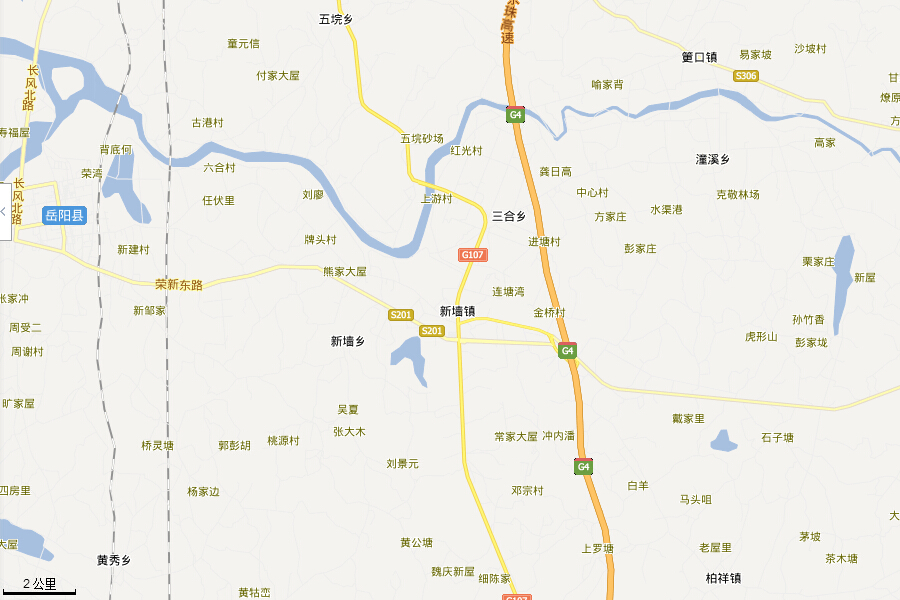 五垸乡
京珠高速
童元信
易家坡
沙坡村
筻口镇
长风北路
付家大屋
S306
喻家背
甘
燎原
古港村
G4
方
寿福屋
五垸砂场
高家
背底何
红光村
潼溪乡
荣湾
六合村
龚日高
长风北路
任伏里
刘廖
上游村
中心村
克敬林场
岳阳县
三合乡
方家庄
水渠港
牌头村
进塘村
新建村
G107
彭家庄
栗家庄
熊家大屋
新屋
荣新东路
连塘湾
张家冲
新邹家
S201
新墙镇
金桥村
孙竹香
周受二
S201
虎形山
新墙乡
彭家垅
周谢村
G4
旷家屋
吴夏
戴家里
张大木
石子塘
桥灵塘
郭彭胡
桃源村
常家大屋
冲内潘
刘景元
G4
四房里
杨家边
邓宗村
白羊
马头咀
大
大屋
黄公塘
上罗塘
老屋里
茅坡
黄秀乡
茶木塘
魏庆新屋
细陈家
柏祥镇
2 公里
黄牯峦
G107